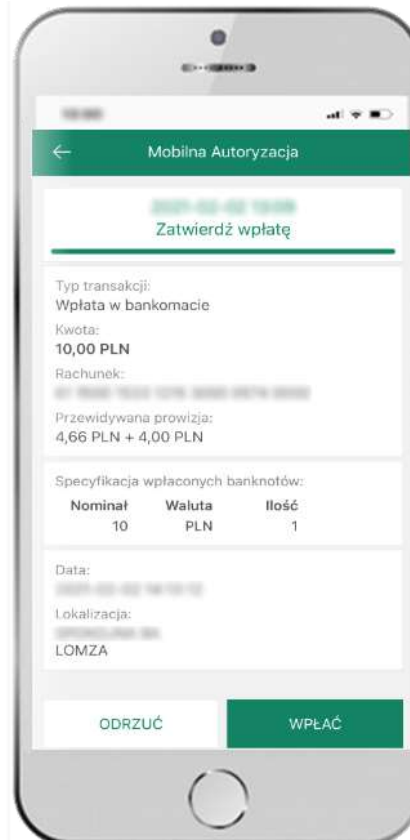 Mobilna Autoryzacja
Zatwierdź wpłatę
Typ transakcji:
Wpłata w bankomacie
Kwota:
10,00 PLN
Rachunek:
Przewidywana prowizja:
4,66 PLN + 4,00 PLN
Specyfikacja wpłaconych banknotów:
Nominał Waluta Ilość
10 PLN 1
Data:
Lokalizacja:
LOMZA
ODRZUĆ WPŁAĆ